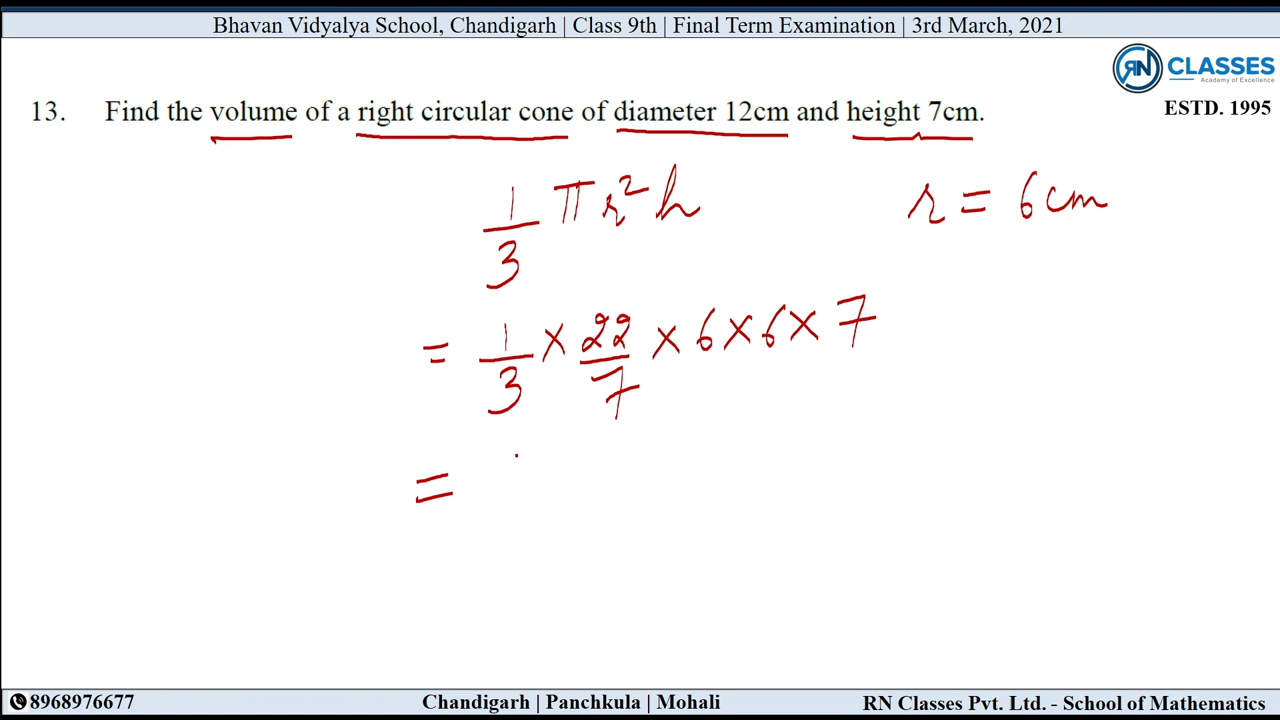 Bhavan Vidyalya School, Chandigarh | Class 9th | Final Term Examination | 3rd March, 2021
RN CLASSES
Academy of Excellence
ESTD. 1995
13. Find the volume of a right circular cone of diameter 12cm and height 7cm.
1/3 πr²h
r = 6cm
= 1/3 × 22/7 × 6 × 6 × 7
=
8968976677
Chandigarh | Panchkula | Mohali
RN Classes Pvt. Ltd. - School of Mathematics